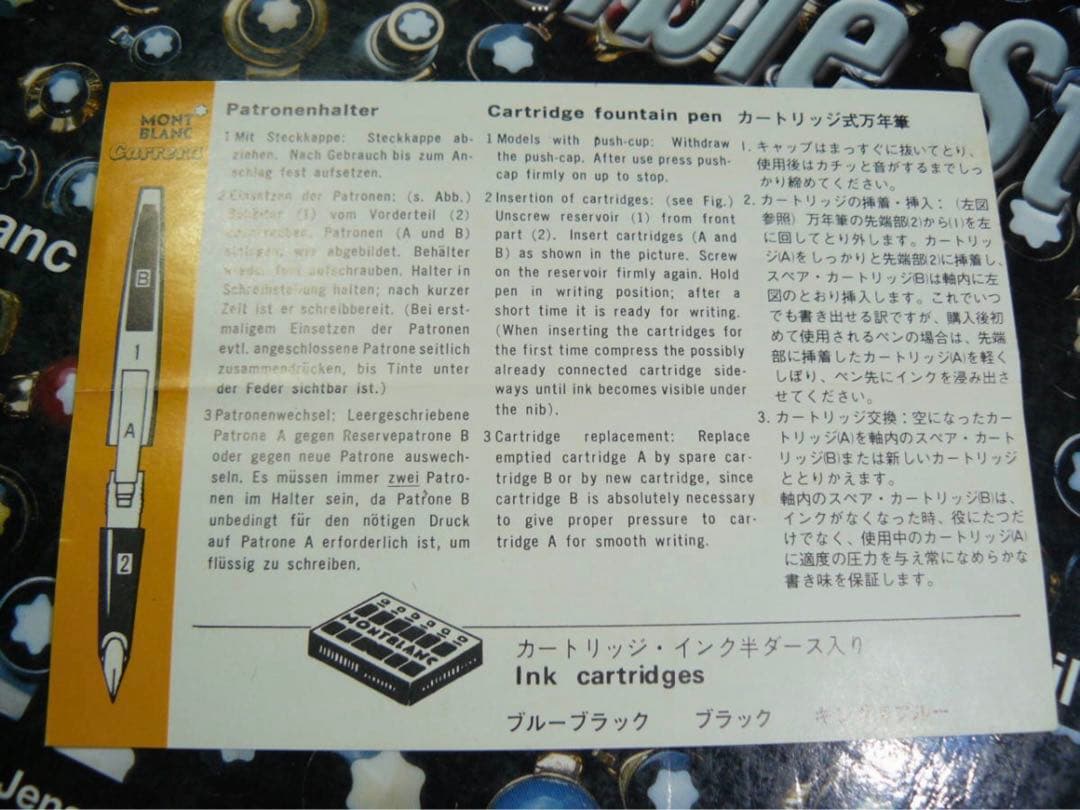 MONT
BLANC
Carrera
B
1
A
2
Patronenhalter
1 Mit Steckkappe: Steckkappe ab-
ziehen. Nach Gebrauch bis zum An-
schlag fest aufsetzen.
2 Einsetzen der Patronen: (s. Abb.)
Behälter (1) vom Vorderteil (2)
Patronen (A und B)
wie abgebildet. Behälter
wieder fest aufschrauben. Halter in
Schreibstellung halten; nach kurzer
Zeit ist er schreibbereit. (Bei erst-
maligem Einsetzen der Patronen
evtl. angeschlossene Patrone seitlich
zusammendrücken, bis Tinte unter
der Feder sichtbar ist.)
3 Patronenwechsel: Leergeschriebene
Patrone A gegen Reservepatrone B
oder gegen neue Patrone auswech-
seln. Es müssen immer zwei Patro-
nen im Halter sein, da Patrone B
unbedingt für den nötigen Druck
auf Patrone A erforderlich ist, um
flüssig zu schreiben.
Cartridge fountain pen
1 Models with push-cup: Withdraw
the push-cap. After use press push-
cap firmly on up to stop.
2 Insertion of cartridges: (see Fig.)
Unscrew reservoir (1) from front
part (2). Insert cartridges (A and
B) as shown in the picture. Screw
on the reservoir firmly again. Hold
pen in writing position; after a
short time it is ready for writing.
(When inserting the cartridges for
the first time compress the possibly
already connected cartridge side-
ways until ink becomes visible under
the nib).
3 Cartridge replacement: Replace
emptied cartridge A by spare car-
tridge B or by new cartridge, since
cartridge B is absolutely necessary
to give proper pressure to car-
tridge A for smooth writing.
カートリッジ式万年筆
1. キャップはまっすぐに抜いてとり、
使用後はカチッと音がするまでしっ
かり締めてください。
2. カートリッジの挿着・挿入：（左図
参照）万年筆の先端部(2)から(1)を左
に回してとり外します。カートリッ
ジ(A)をしっかりと先端部(2)に挿着し、
スペア・カートリッジ(B)は軸内に左
図のとおり挿入します。これでいつ
でも書き出せる訳ですが、購入後初
めて使用されるペンの場合は、先端
部に挿着したカートリッジ(A)を軽く
しぼり、ペン先にインクを浸み出さ
せてください。
3. カートリッジ交換：空になったカー
トリッジ(A)を軸内のスペア・カート
リッジ(B)または新しいカートリッジ
ととりかえます。
軸内のスペア・カートリッジ(B)は、
インクがなくなった時、役にたつだ
けでなく、使用中のカートリッジ(A)
に適度の圧力を与え常になめらかな
書き味を保証します。
MONTBLANC
カートリッジ・インク半ダース入り
Ink cartridges
ブルーブラック ブラック
anc
ble St
Jens